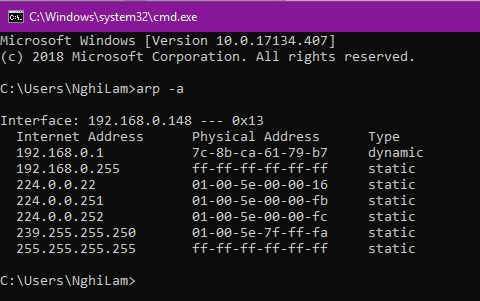 C:\Windows\system32\cmd.exe
Microsoft Windows [Version 10.0.17134.407]
(c) 2018 Microsoft Corporation. All rights reserved.
C:\Users\NghiLam>arp -a
Interface: 192.168.0.148 --- 0x13
Internet Address Physical Address Type
192.168.0.1 7c-8b-ca-61-79-b7 dynamic
192.168.0.255 ff-ff-ff-ff-ff-ff static
224.0.0.22 01-00-5e-00-00-16 static
224.0.0.251 01-00-5e-00-00-fb static
224.0.0.252 01-00-5e-00-00-fc static
239.255.255.250 01-00-5e-7f-ff-fa static
255.255.255.255 ff-ff-ff-ff-ff-ff static
C:\Users\NghiLam>